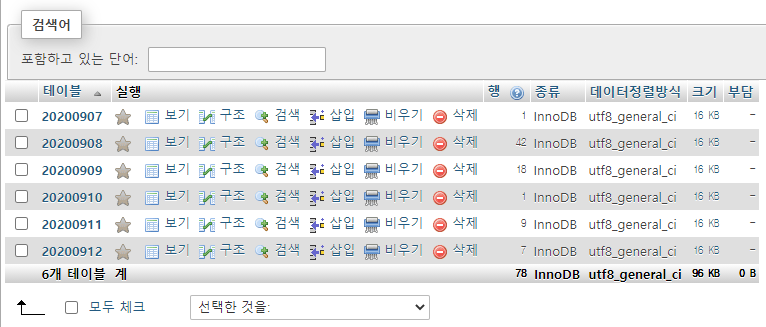 검색어
포함하고 있는 단어:
테이블 실행 행 종류 데이터정렬방식 크기 부담
20200907 보기 구조 검색 삽입 비우기 삭제 1 InnoDB utf8_general_ci 16 KB -
20200908 보기 구조 검색 삽입 비우기 삭제 42 InnoDB utf8_general_ci 16 KB -
20200909 보기 구조 검색 삽입 비우기 삭제 18 InnoDB utf8_general_ci 16 KB -
20200910 보기 구조 검색 삽입 비우기 삭제 1 InnoDB utf8_general_ci 16 KB -
20200911 보기 구조 검색 삽입 비우기 삭제 9 InnoDB utf8_general_ci 16 KB -
20200912 보기 구조 검색 삽입 비우기 삭제 7 InnoDB utf8_general_ci 16 KB -
6개 테이블 계 78 InnoDB utf8_general_ci 96 KB 0 B
모두 체크 선택한 것을: